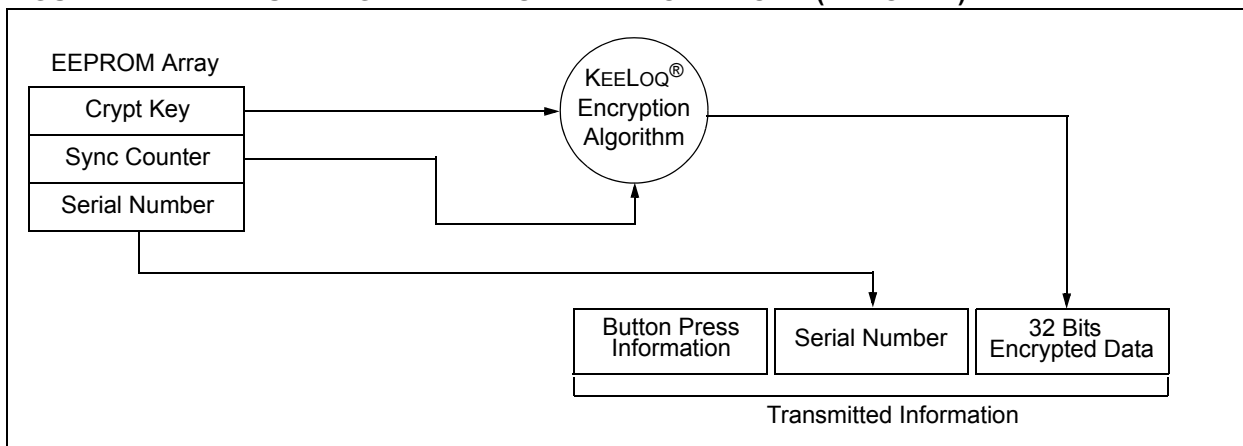 EEPROM Array
Crypt Key
Sync Counter
Serial Number
KEELOQ®
Encryption
Algorithm
Button Press
Information
Serial Number
32 Bits
Encrypted Data
Transmitted Information